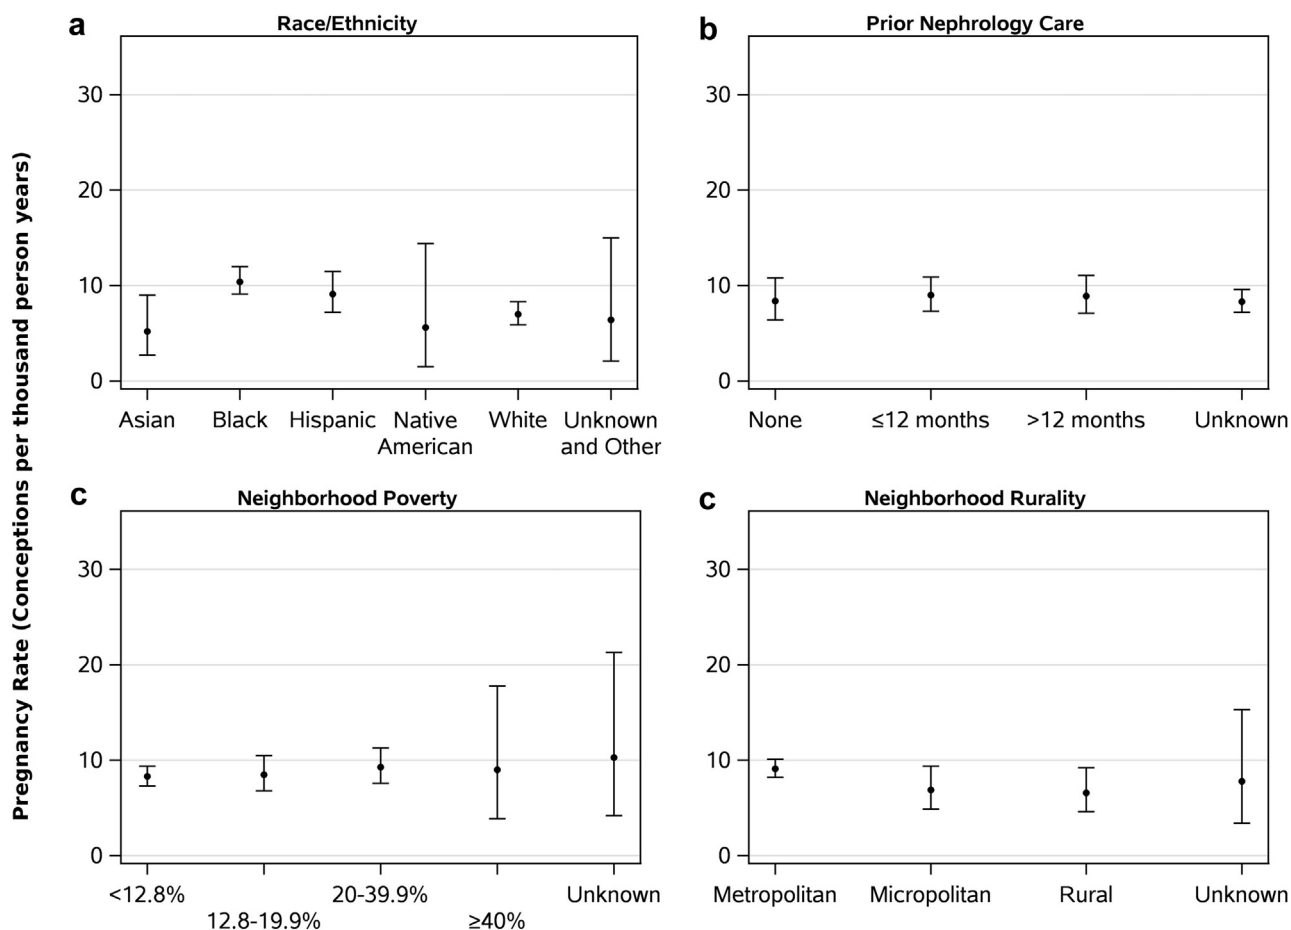 Pregnancy Rate (Conceptions per thousand person years)
a Race/Ethnicity
30
20
10
0
Asian Black Hispanic Native American White Unknown and Other
b Prior Nephrology Care
30
20
10
0
None ≤12 months >12 months Unknown
c Neighborhood Poverty
30
20
10
0
<12.8% 20-39.9% Unknown
12.8-19.9% ≥40%
c Neighborhood Rurality
30
20
10
0
Metropolitan Micropolitan Rural Unknown